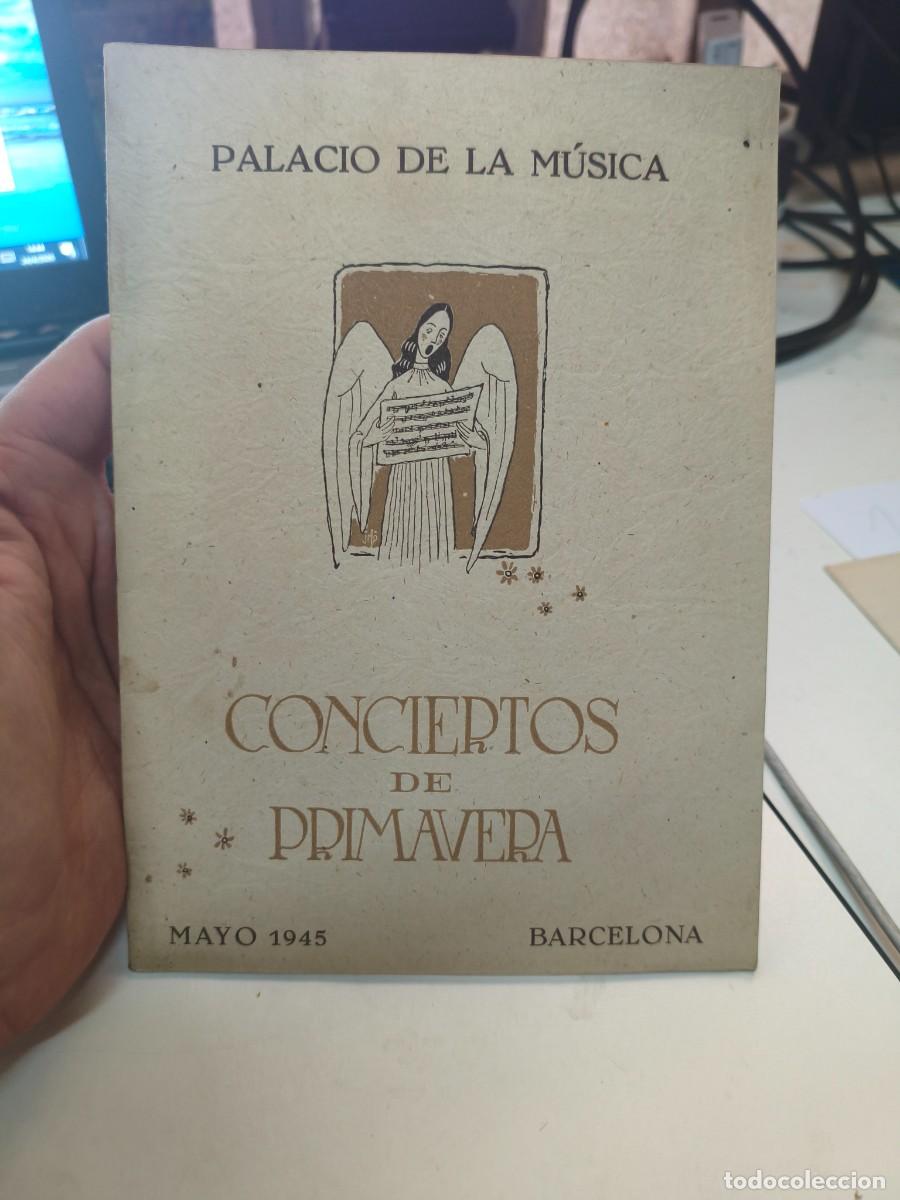 PALACIO DE LA MÚSICA
CONCIERTOS
DE
PRIMAVERA
MAYO 1945
BARCELONA
todocoleccion